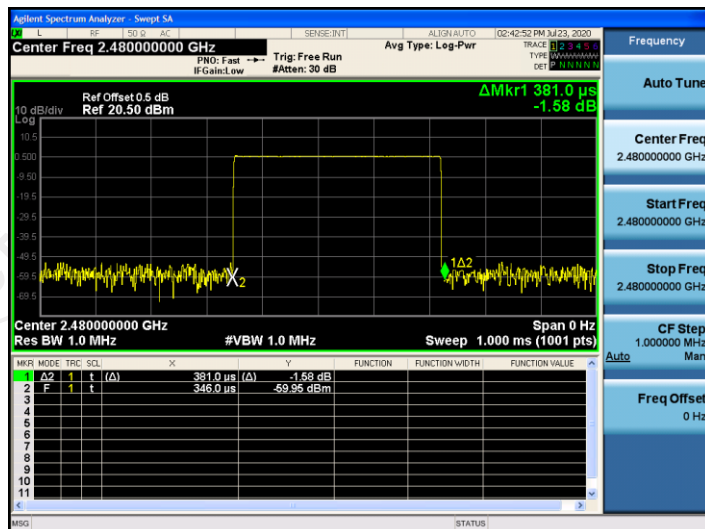 Agilent Spectrum Analyzer - Swept SA
L RF 50 Ω AC SENSE:INT ALIGN AUTO 02:42:52 PM Jul 23, 2020
Center Freq 2.480000000 GHz
PNO: Fast
IFGain:Low
Trig: Free Run
#Atten: 30 dB
Avg Type: Log-Pwr
TRACE 1 2 3 4 5 6
TYPE W
DET P N N N N N
ΔMkr1 381.0 µs
-1.58 dB
Ref Offset 0.5 dB
Ref 20.50 dBm
10 dB/div
Log
10.5
0.500
-9.50
-19.5
-29.5
-39.5
-49.5
-59.5
-69.5
1Δ2
2
Center 2.480000000 GHz Span 0 Hz
Res BW 1.0 MHz #VBW 1.0 MHz Sweep 1.000 ms (1001 pts)
MKR MODE TRC SCL X Y FUNCTION FUNCTION WIDTH FUNCTION VALUE
1 Δ2 1 t (Δ) 381.0 µs (Δ) -1.58 dB
2 F 1 t 346.0 µs -59.95 dBm
3
4
5
6
7
8
9
10
11
MSG STATUS
Frequency
Auto Tune
Center Freq
2.480000000 GHz
Start Freq
2.480000000 GHz
Stop Freq
2.480000000 GHz
CF Step
1.000000 MHz
Auto Man
Freq Offset
0 Hz